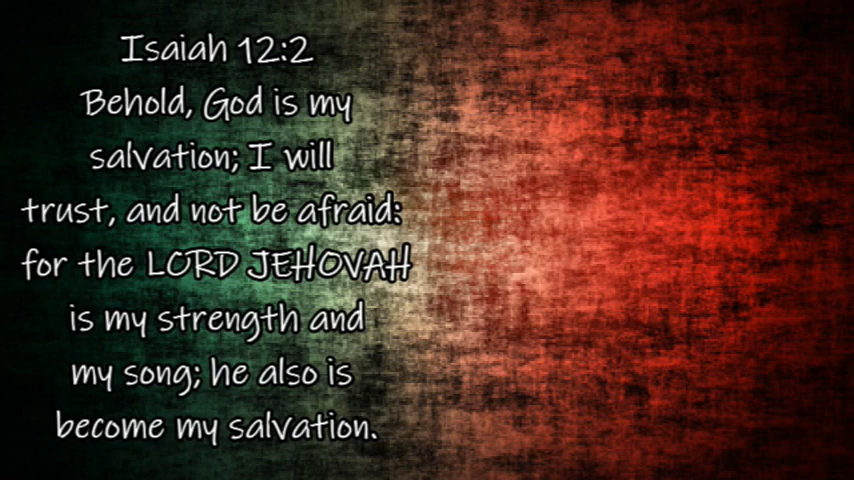 Isaiah 12:2
Behold, God is my
salvation; I will
trust, and not be afraid:
for the LORD JEHOVAH
is my strength and
my song; he also is
become my salvation.